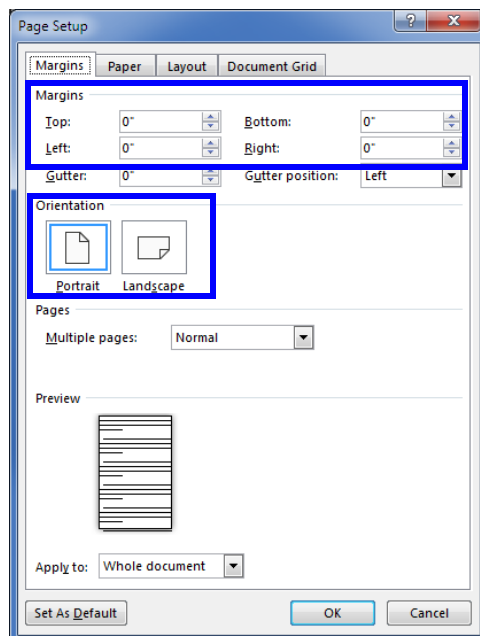 Page Setup
?
X
Margins Paper Layout Document Grid
Margins
Top: 0" Bottom: 0"
Left: 0" Right: 0"
Gutter: 0" Gutter position: Left
Orientation
Portrait Landscape
Pages
Multiple pages: Normal
Preview
Apply to: Whole document
Set As Default OK Cancel